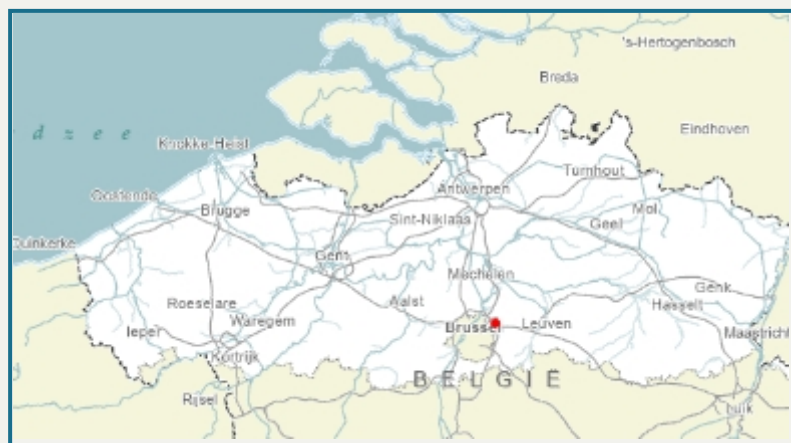 's-Hertogenbosch
Breda
d z e e
Eindhoven
Knokke-Heist
Turnhout
Oostende
Antwerpen
Mol
Brugge
Sint-Niklaas
Geel
Duinkerke
Gent
Mechelen
Genk
Roeselare
Aalst
Hasselt
Ieper
Waregem
Brussel
Leuven
Maastricht
Kortrijk
BELGIË
Rijsel
Luik